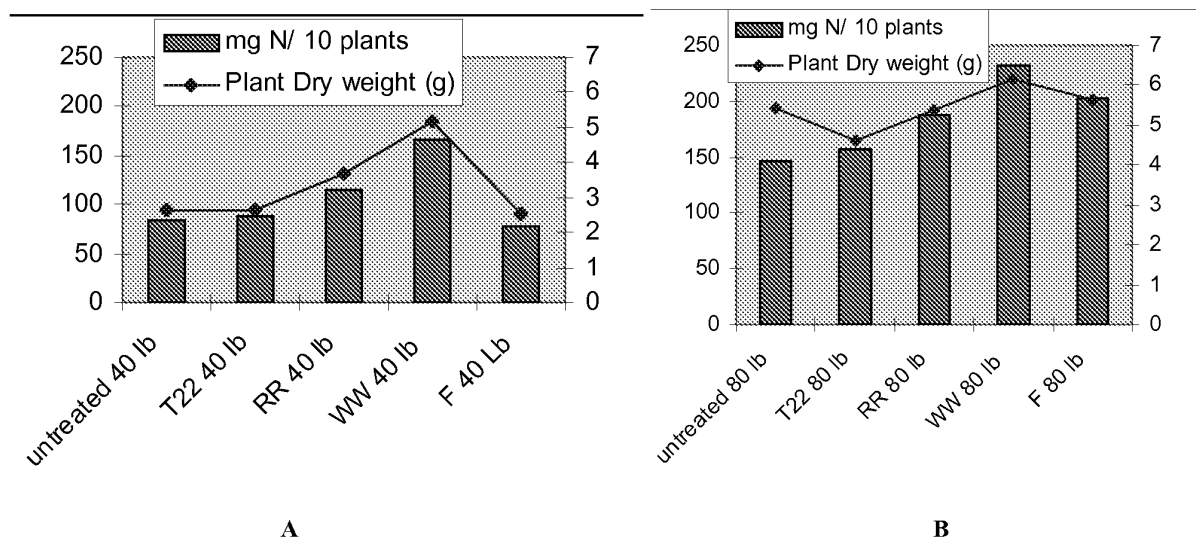 mg N/ 10 plants
Plant Dry weight (g)
250
200
150
100
50
0
7
6
5
4
3
2
1
0
untreated 40 lb
T22 40 lb
RR 40 lb
WW 40 lb
F 40 Lb
A
mg N/ 10 plants
Plant Dry weight (g)
250
200
150
100
50
0
7
6
5
4
3
2
1
0
untreated 80 lb
T22 80 lb
RR 80 lb
WW 80 lb
F 80 lb
B